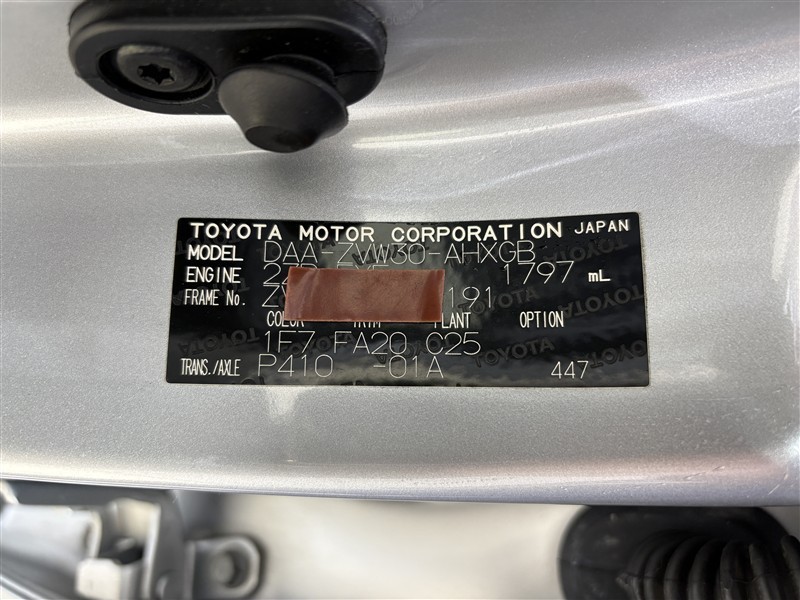 TOYOTA MOTOR CORPORATION JAPAN
MODEL DAA-ZVW30-AHXGB
ENGINE 1797 mL
FRAME No. 191
COLOR TRIM PLANT OPTION
1F7 FA20 C25
TRANS./AXLE P410 -01A 447